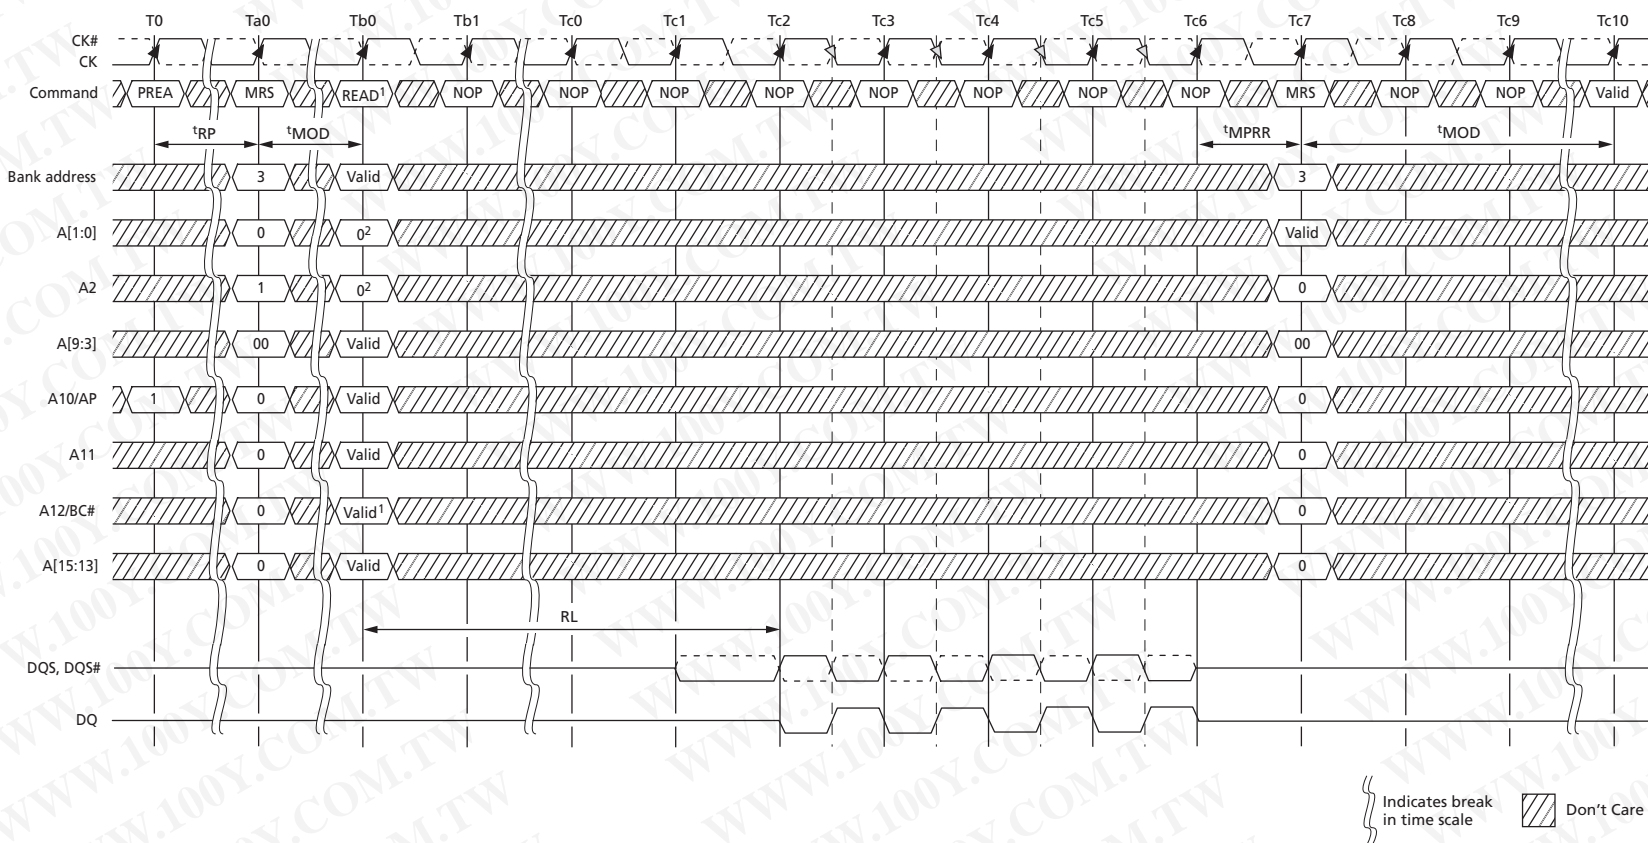 T0 Ta0 Tb0 Tb1 Tc0 Tc1 Tc2 Tc3 Tc4 Tc5 Tc6 Tc7 Tc8 Tc9 Tc10
CK#
CK
Command PREA MRS READ¹ NOP NOP NOP NOP NOP NOP NOP NOP MRS NOP NOP Valid
tRP tMOD tMPRR tMOD
Bank address 3 Valid 3
A[1:0] 0 0² Valid
A2 1 0² 0
A[9:3] 00 Valid 00
A10/AP 1 0 Valid 0
A11 0 Valid 0
A12/BC# 0 Valid¹ 0
A[15:13] 0 Valid 0
RL
DQS, DQS#
DQ
Indicates break
in time scale
Don't Care
WWW.100Y.COM.TW